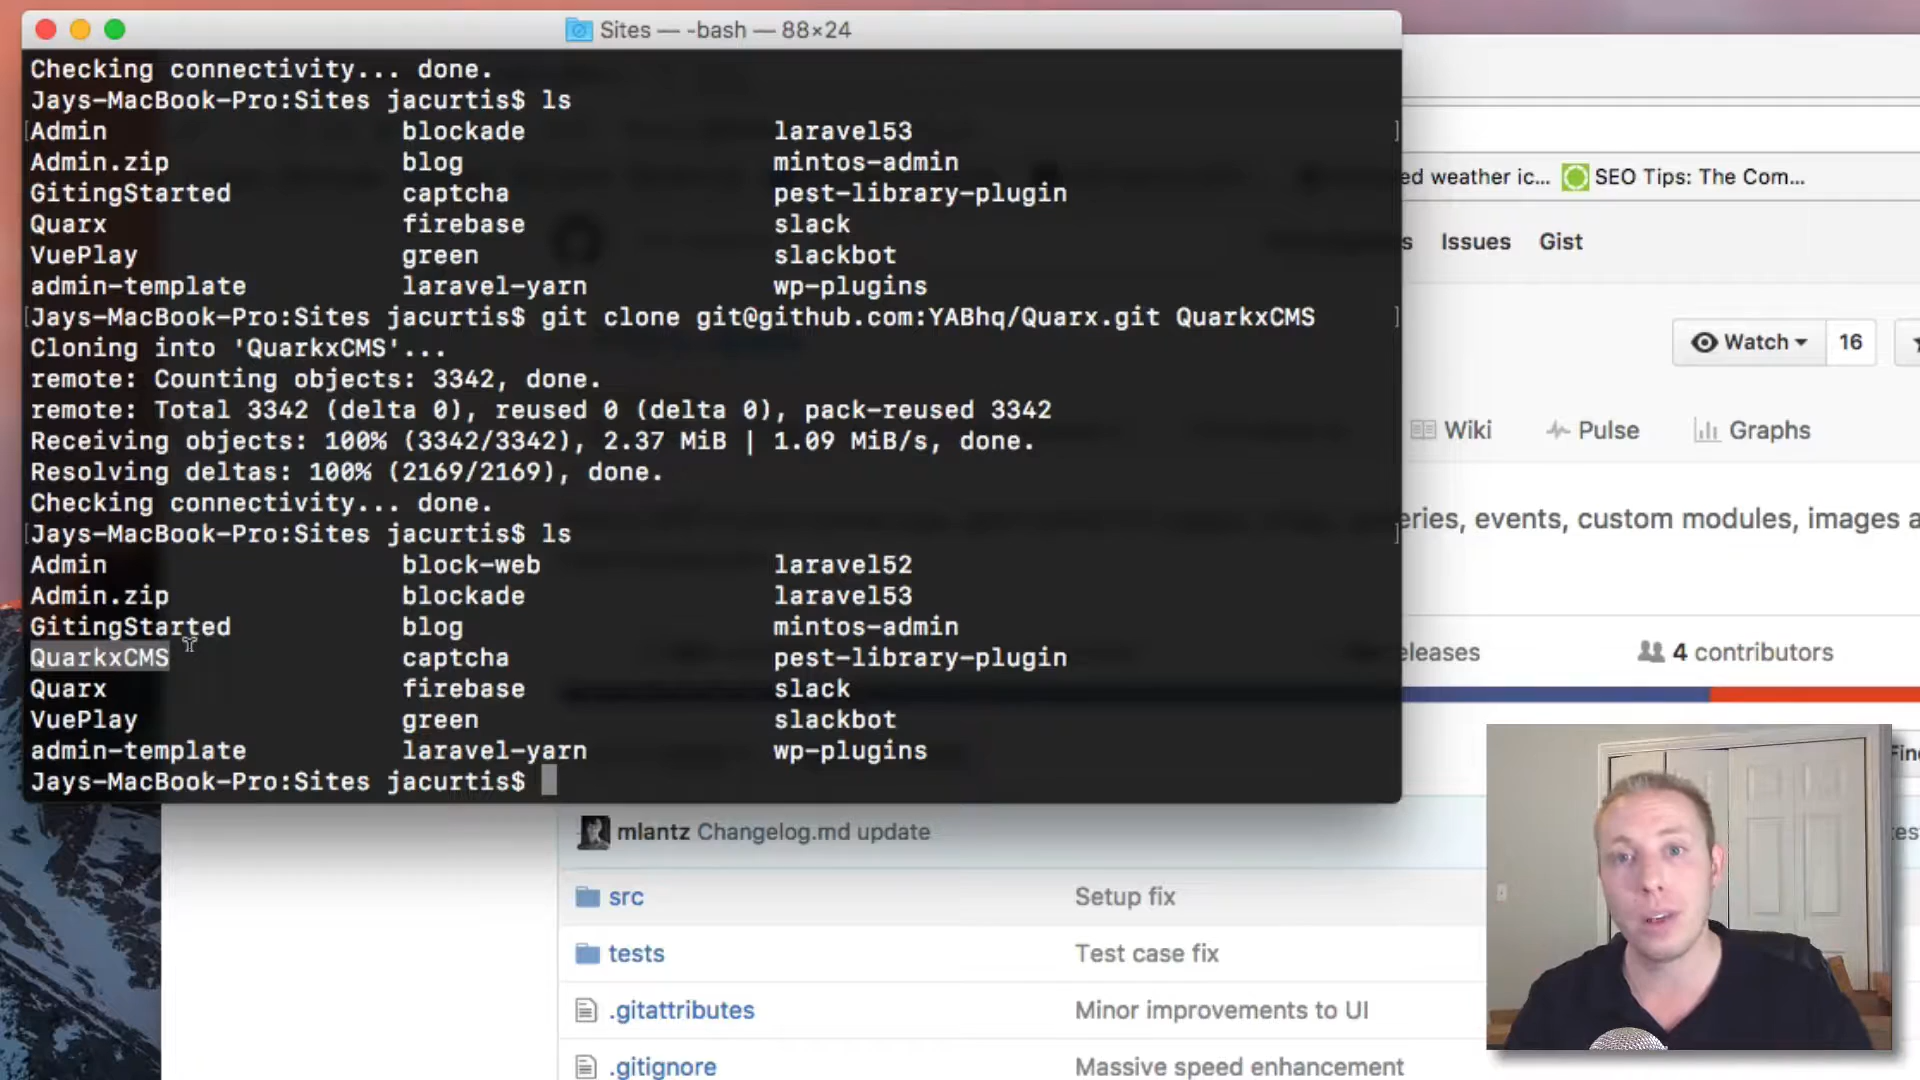 Sites — -bash — 88×24
Checking connectivity... done.
Jays-MacBook-Pro:Sites jacurtis$ ls
Admin blockade laravel53
Admin.zip blog mintos-admin
GitingStarted captcha pest-library-plugin
Quarx firebase slack
VuePlay green slackbot
admin-template laravel-yarn wp-plugins
Jays-MacBook-Pro:Sites jacurtis$ git clone git@github.com:YABhq/Quarx.git QuarkxCMS
Cloning into 'QuarkxCMS'...
remote: Counting objects: 3342, done.
remote: Total 3342 (delta 0), reused 0 (delta 0), pack-reused 3342
Receiving objects: 100% (3342/3342), 2.37 MiB | 1.09 MiB/s, done.
Resolving deltas: 100% (2169/2169), done.
Checking connectivity... done.
Jays-MacBook-Pro:Sites jacurtis$ ls
Admin block-web laravel52
Admin.zip blockade laravel53
GitingStarted blog mintos-admin
QuarkxCMS captcha pest-library-plugin
Quarx firebase slack
VuePlay green slackbot
admin-template laravel-yarn wp-plugins
Jays-MacBook-Pro:Sites jacurtis$
weather ic... SEO Tips: The Com...
Issues Gist
Watch 16
Wiki Pulse Graphs
events, custom modules, images
4 contributors
mlantz Changelog.md update
src Setup fix
tests Test case fix
.gitattributes Minor improvements to UI
.gitignore Massive speed enhancement